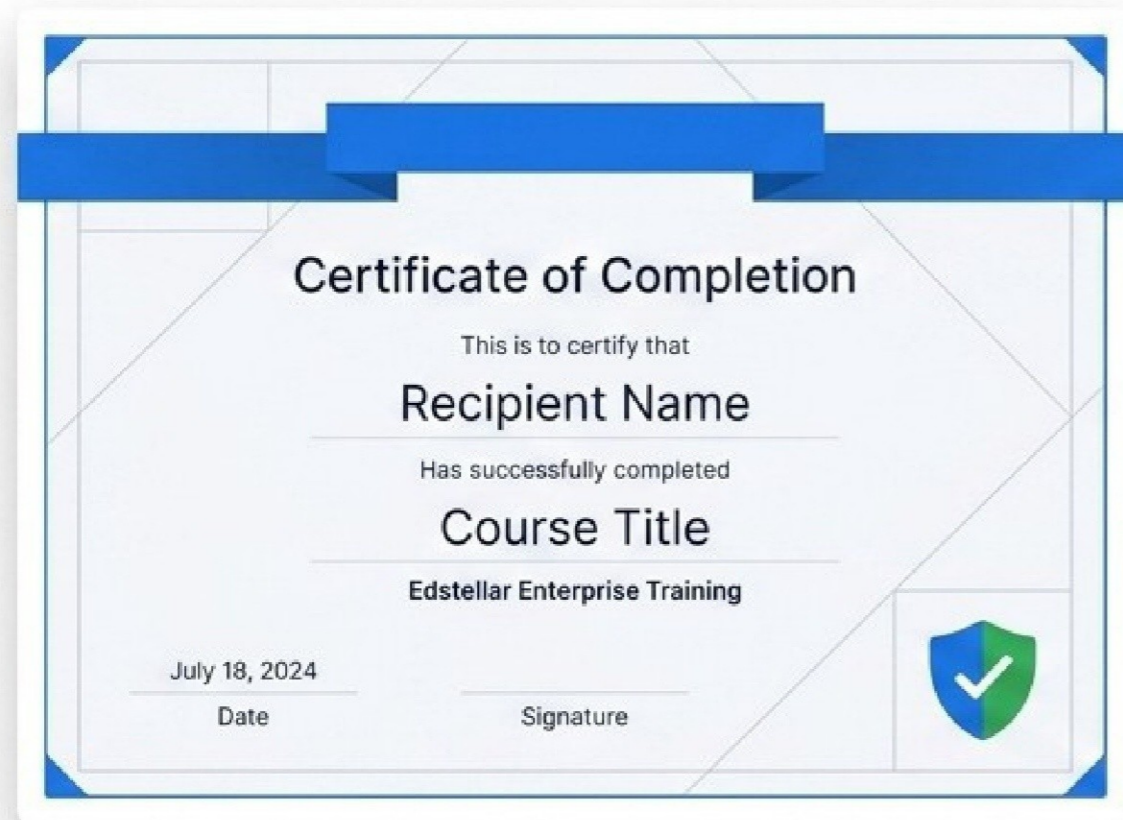 Certificate of Completion
This is to certify that
Recipient Name
Has successfully completed
Course Title
Edstellar Enterprise Training
July 18, 2024
Date
Signature